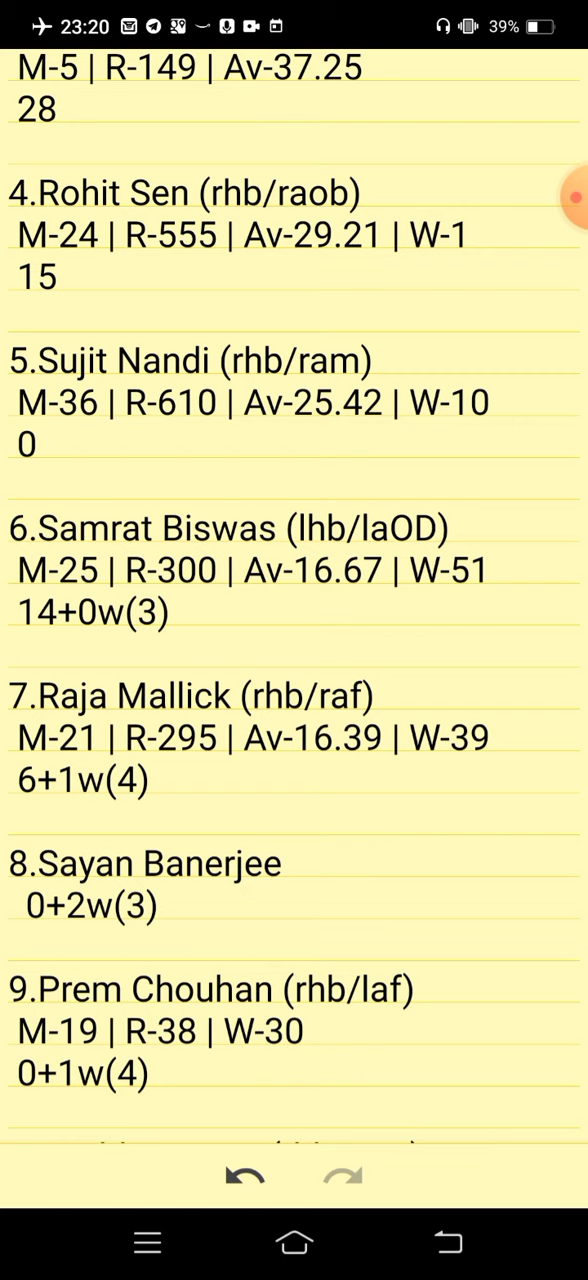 23:20
39%
M-5 | R-149 | Av-37.25
28
4.Rohit Sen (rhb/raob)
M-24 | R-555 | Av-29.21 | W-1
15
5.Sujit Nandi (rhb/ram)
M-36 | R-610 | Av-25.42 | W-10
0
6.Samrat Biswas (lhb/laOD)
M-25 | R-300 | Av-16.67 | W-51
14+0w(3)
7.Raja Mallick (rhb/raf)
M-21 | R-295 | Av-16.39 | W-39
6+1w(4)
8.Sayan Banerjee
0+2w(3)
9.Prem Chouhan (rhb/laf)
M-19 | R-38 | W-30
0+1w(4)